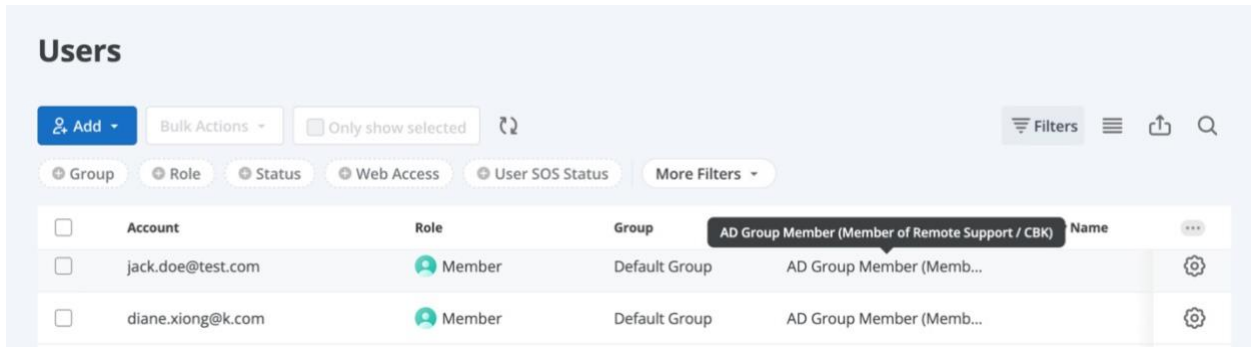 Users
Add
Bulk Actions
Only show selected
Filters
Group
Role
Status
Web Access
User SOS Status
More Filters
Account Role Group Name
AD Group Member (Member of Remote Support / CBK)
jack.doe@test.com Member Default Group AD Group Member (Memb...
diane.xiong@k.com Member Default Group AD Group Member (Memb...